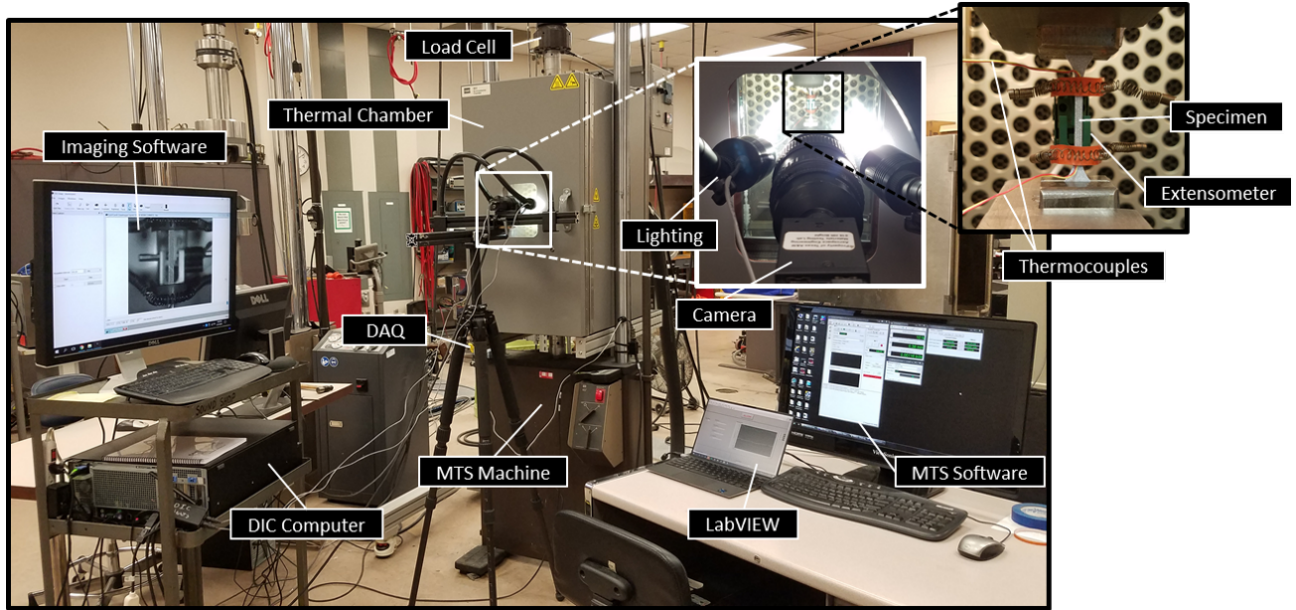 Load Cell
Thermal Chamber
Imaging Software
Specimen
Extensometer
Lighting
Thermocouples
Camera
DAQ
DELL
DELL
MTS Machine
MTS Software
DIC Computer
LabVIEW